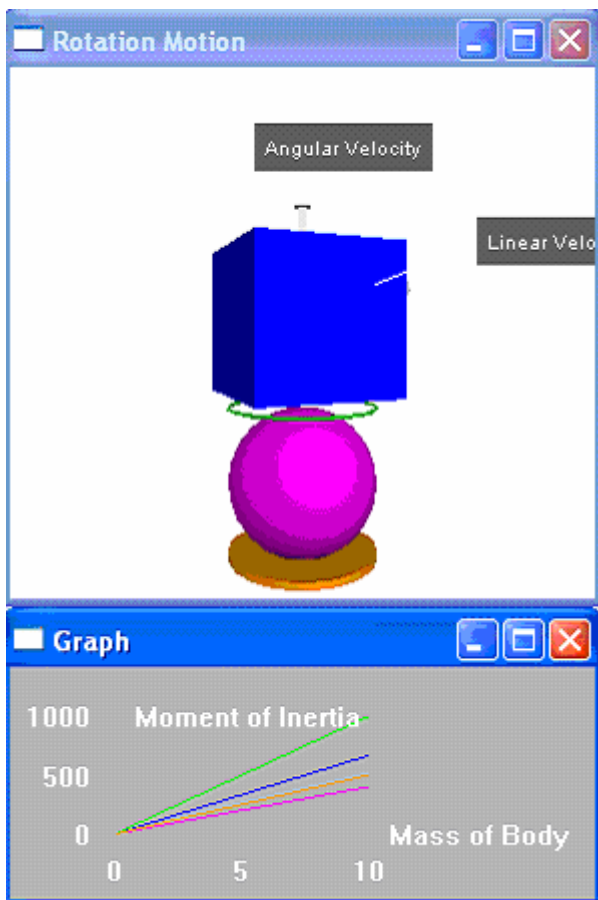 Rotation Motion
Angular Velocity
Linear Velo
Graph
1000
Moment of Inertia
500
0
Mass of Body
0 5 10